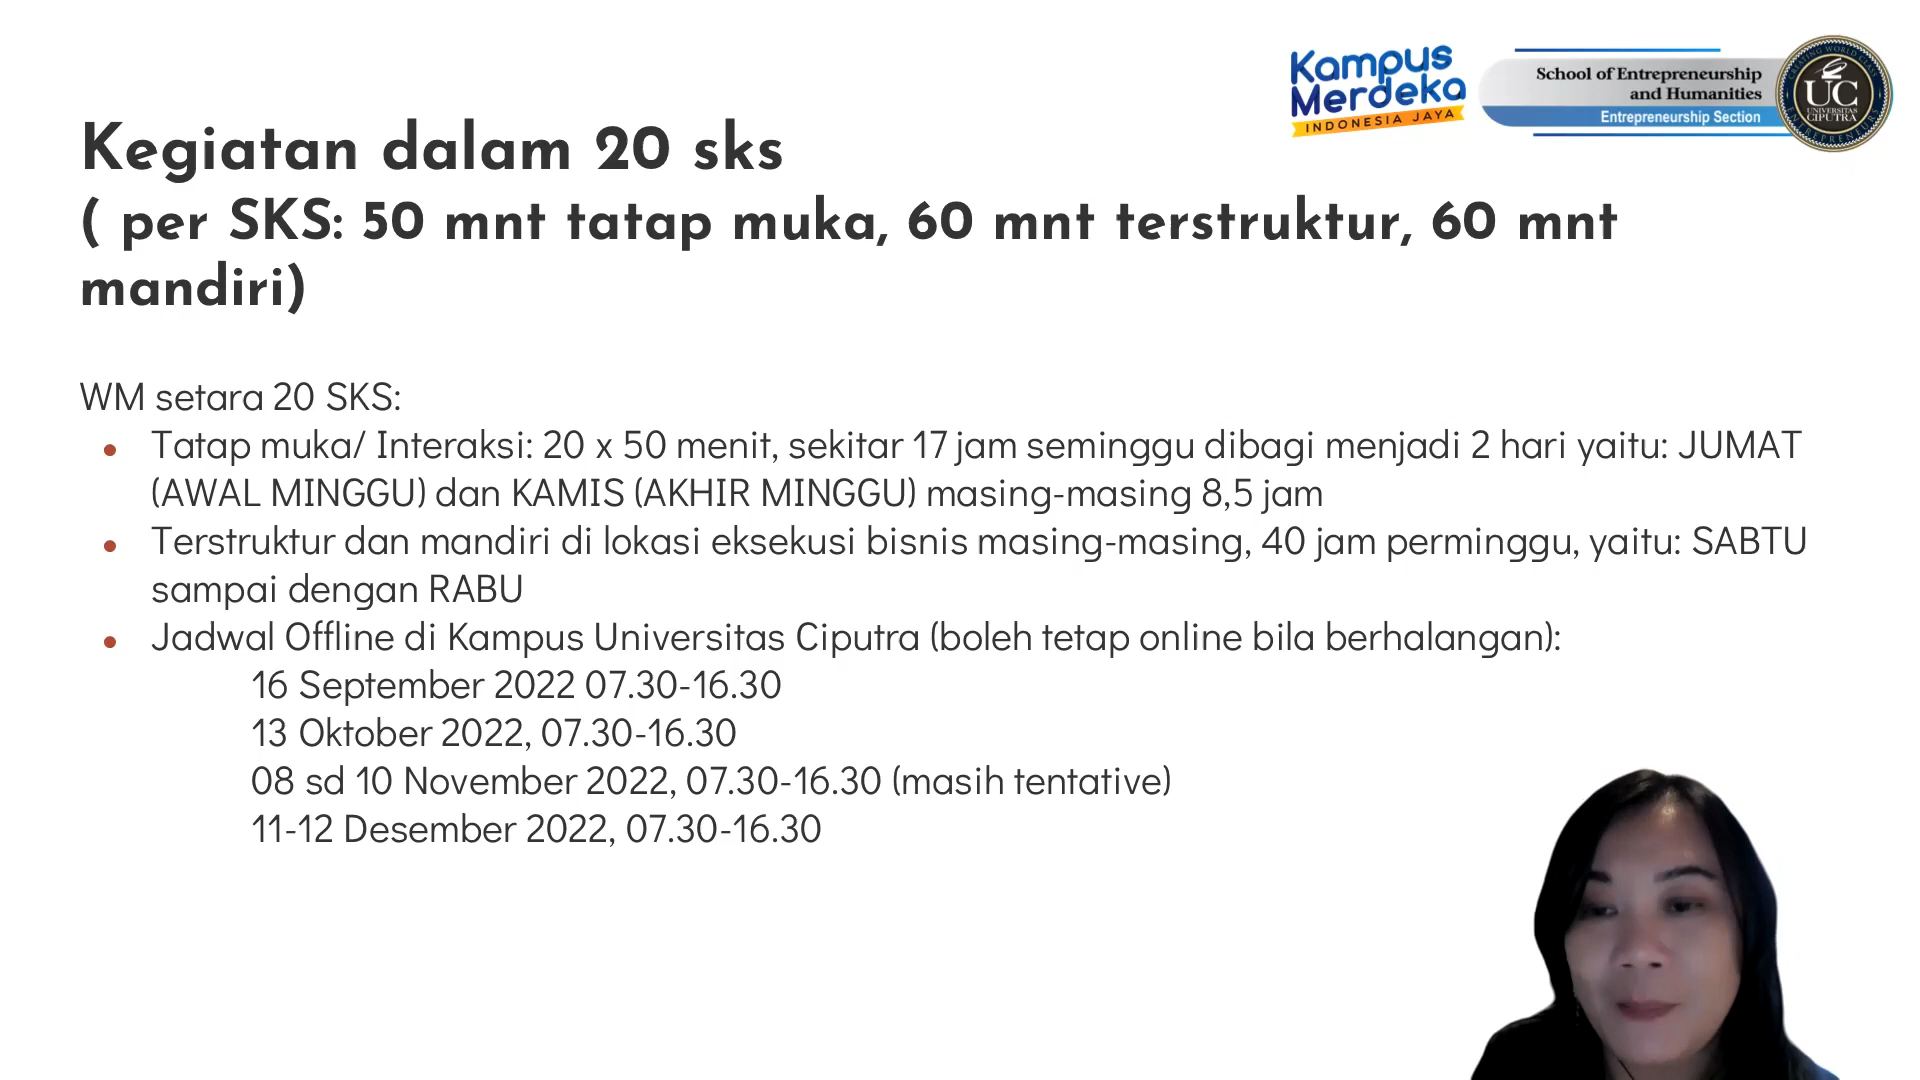 Kampus
Merdeka
INDONESIA JAYA
School of Entrepreneurship
and Humanities
Entrepreneurship Section
UC
UNIVERSITAS
CIPUTRA
Kegiatan dalam 20 sks
( per SKS: 50 mnt tatap muka, 60 mnt terstruktur, 60 mnt
mandiri)
WM setara 20 SKS:
• Tatap muka/ Interaksi: 20 x 50 menit, sekitar 17 jam seminggu dibagi menjadi 2 hari yaitu: JUMAT
(AWAL MINGGU) dan KAMIS (AKHIR MINGGU) masing-masing 8,5 jam
• Terstruktur dan mandiri di lokasi eksekusi bisnis masing-masing, 40 jam perminggu, yaitu: SABTU
sampai dengan RABU
• Jadwal Offline di Kampus Universitas Ciputra (boleh tetap online bila berhalangan):
16 September 2022 07.30-16.30
13 Oktober 2022, 07.30-16.30
08 sd 10 November 2022, 07.30-16.30 (masih tentative)
11-12 Desember 2022, 07.30-16.30